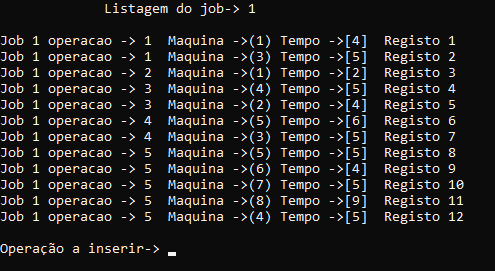 Listagem do job-> 1
Job 1 operacao -> 1  Maquina ->(1) Tempo ->[4]  Registo 1
Job 1 operacao -> 1  Maquina ->(3) Tempo ->[5]  Registo 2
Job 1 operacao -> 2  Maquina ->(1) Tempo ->[2]  Registo 3
Job 1 operacao -> 3  Maquina ->(4) Tempo ->[5]  Registo 4
Job 1 operacao -> 3  Maquina ->(2) Tempo ->[4]  Registo 5
Job 1 operacao -> 4  Maquina ->(5) Tempo ->[6]  Registo 6
Job 1 operacao -> 4  Maquina ->(3) Tempo ->[5]  Registo 7
Job 1 operacao -> 5  Maquina ->(5) Tempo ->[5]  Registo 8
Job 1 operacao -> 5  Maquina ->(6) Tempo ->[4]  Registo 9
Job 1 operacao -> 5  Maquina ->(7) Tempo ->[5]  Registo 10
Job 1 operacao -> 5  Maquina ->(8) Tempo ->[9]  Registo 11
Job 1 operacao -> 5  Maquina ->(4) Tempo ->[5]  Registo 12
Operação a inserir-> _